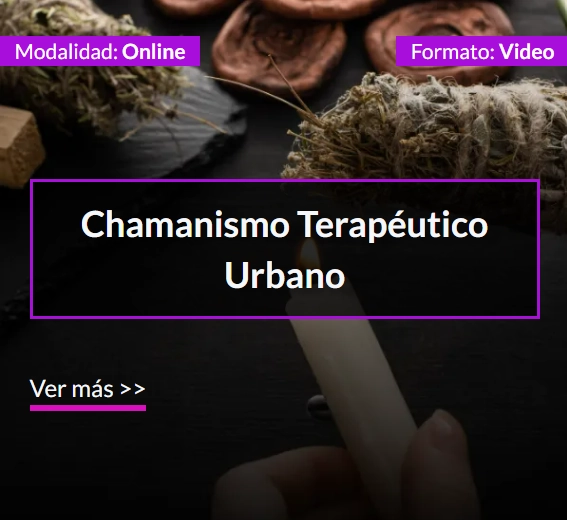 Modalidad: Online
Formato: Video
Chamanismo Terapéutico
Urbano
Ver más >>